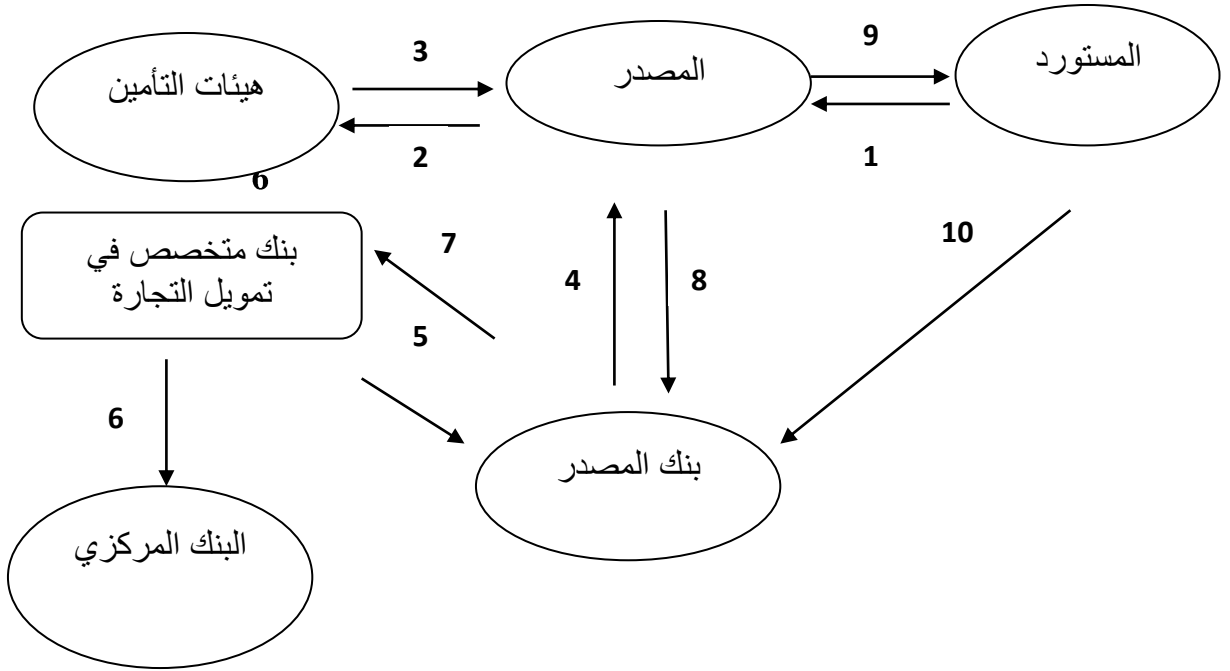 هيئات التأمين
3
2
المصدر
9
1
المستورد
6
بنك متخصص في
تمويل التجارة
7
5
4
8
10
6
بنك المصدر
البنك المركزي